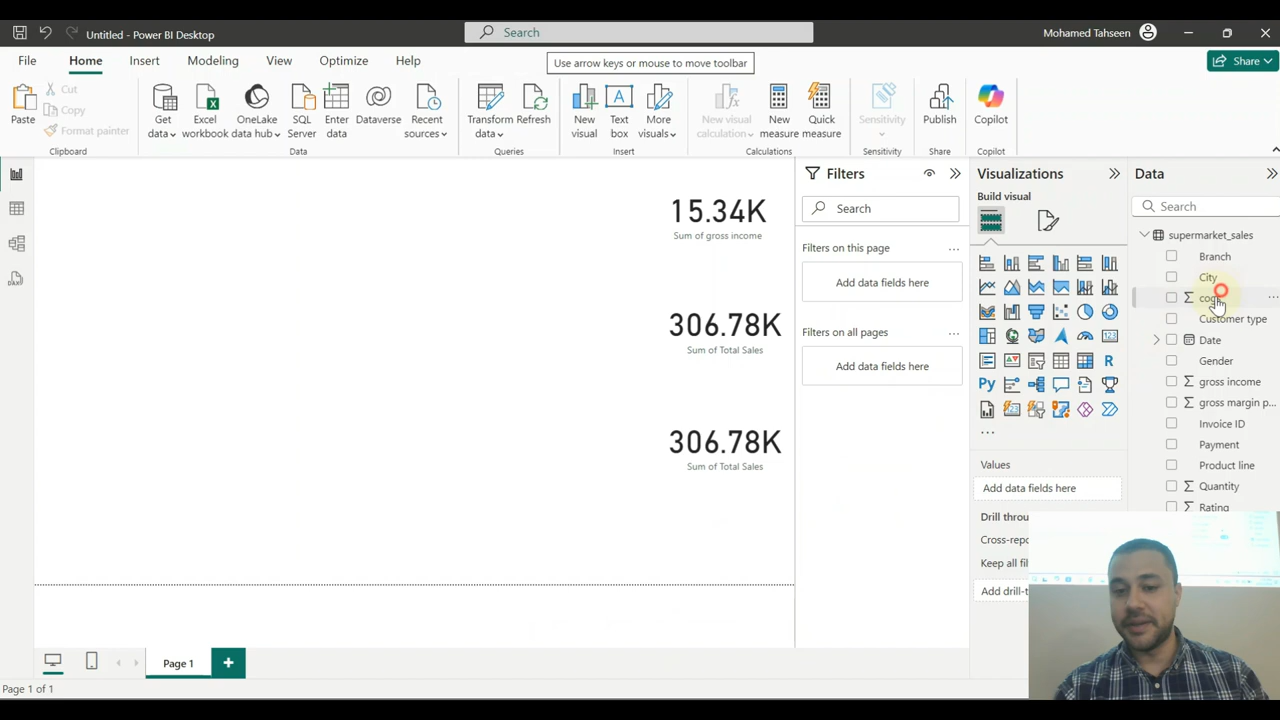 Untitled - Power BI Desktop
Search
Mohamed Tahseen
File
Home
Insert
Modeling
View
Optimize
Help
Use arrow keys or mouse to move toolbar
Share
Paste
Cut
Copy
Format painter
Clipboard
Get data
Excel workbook
OneLake data hub
SQL Server
Enter data
Dataverse
Recent sources
Data
Transform data
Refresh
Queries
New visual
Text box
More visuals
Insert
New visual calculation
New measure
Quick measure
Calculations
Sensitivity
Sensitivity
Publish
Share
Copilot
Copilot
15.34K
Sum of gross income
306.78K
Sum of Total Sales
306.78K
Sum of Total Sales
Filters
Search
Filters on this page
Add data fields here
Filters on all pages
Add data fields here
Visualizations
Build visual
R
Py
123
Values
Add data fields here
Drill throu
Cross-repo
Keep all fil
Add drill-t
Data
Search
supermarket_sales
Branch
City
Customer type
Date
Gender
gross income
gross margin p...
Invoice ID
Payment
Product line
Quantity
Rating
Page 1
Page 1 of 1